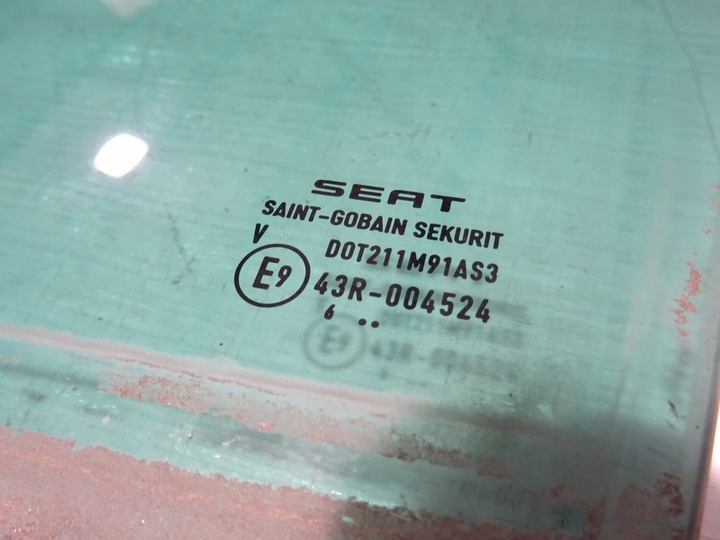 SEAT
SAINT-GOBAIN SEKURIT
V
DOT211M91AS3
E9
43R-004524
6 ..